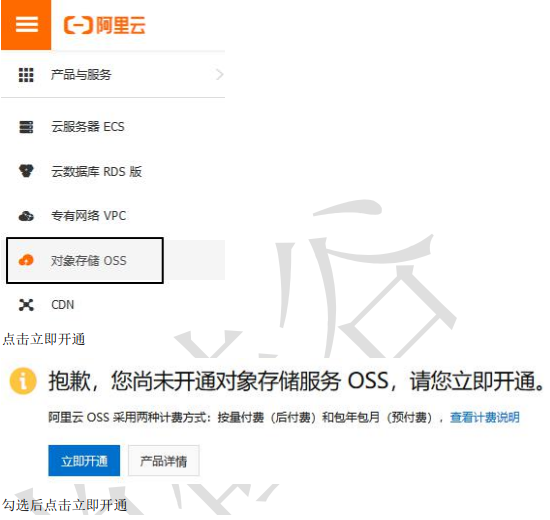 阿里云
产品与服务
云服务器 ECS
云数据库 RDS 版
专有网络 VPC
对象存储 OSS
CDN
点击立即开通
抱歉，您尚未开通对象存储服务 OSS，请您立即开通。
阿里云 OSS 采用两种计费方式：按量付费（后付费）和包年包月（预付费），查看计费说明
立即开通 产品详情
勾选后点击立即开通